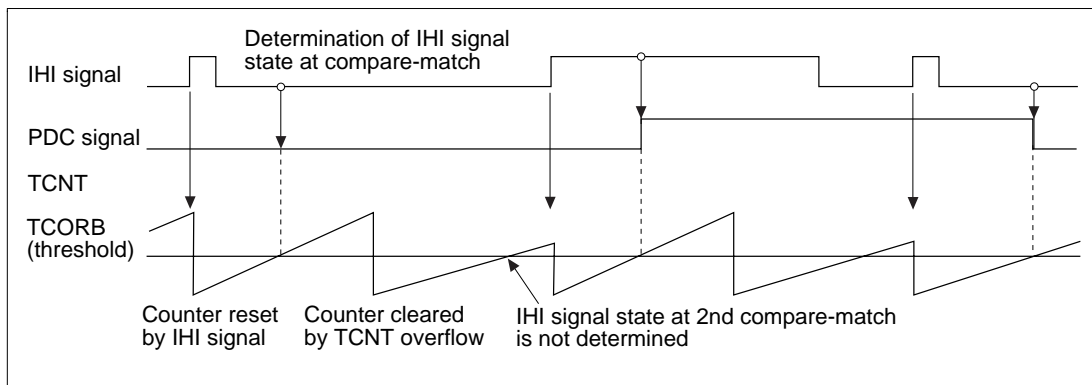 Determination of IHI signal
state at compare-match
IHI signal
PDC signal
TCNT
TCORB
(threshold)
Counter reset
by IHI signal
Counter cleared
by TCNT overflow
IHI signal state at 2nd compare-match
is not determined